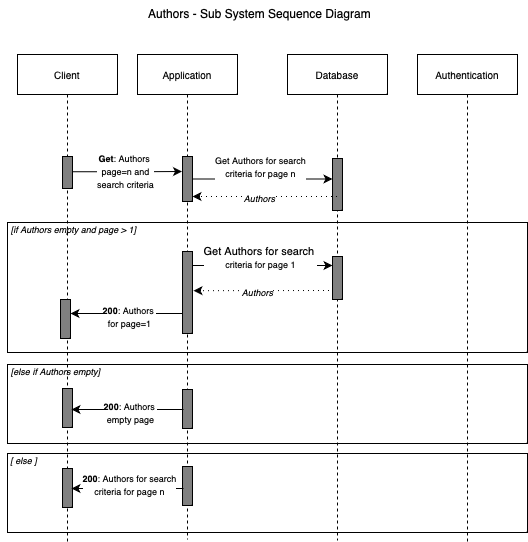 Authors - Sub System Sequence Diagram
Client
Application
Database
Authentication
Get: Authors
page=n and
search criteria
Get Authors for search
criteria for page n
Authors
[if Authors empty and page > 1]
Get Authors for search
criteria for page 1
Authors
200: Authors
for page=1
[else if Authors empty]
200: Authors
empty page
[ else ]
200: Authors for search
criteria for page n